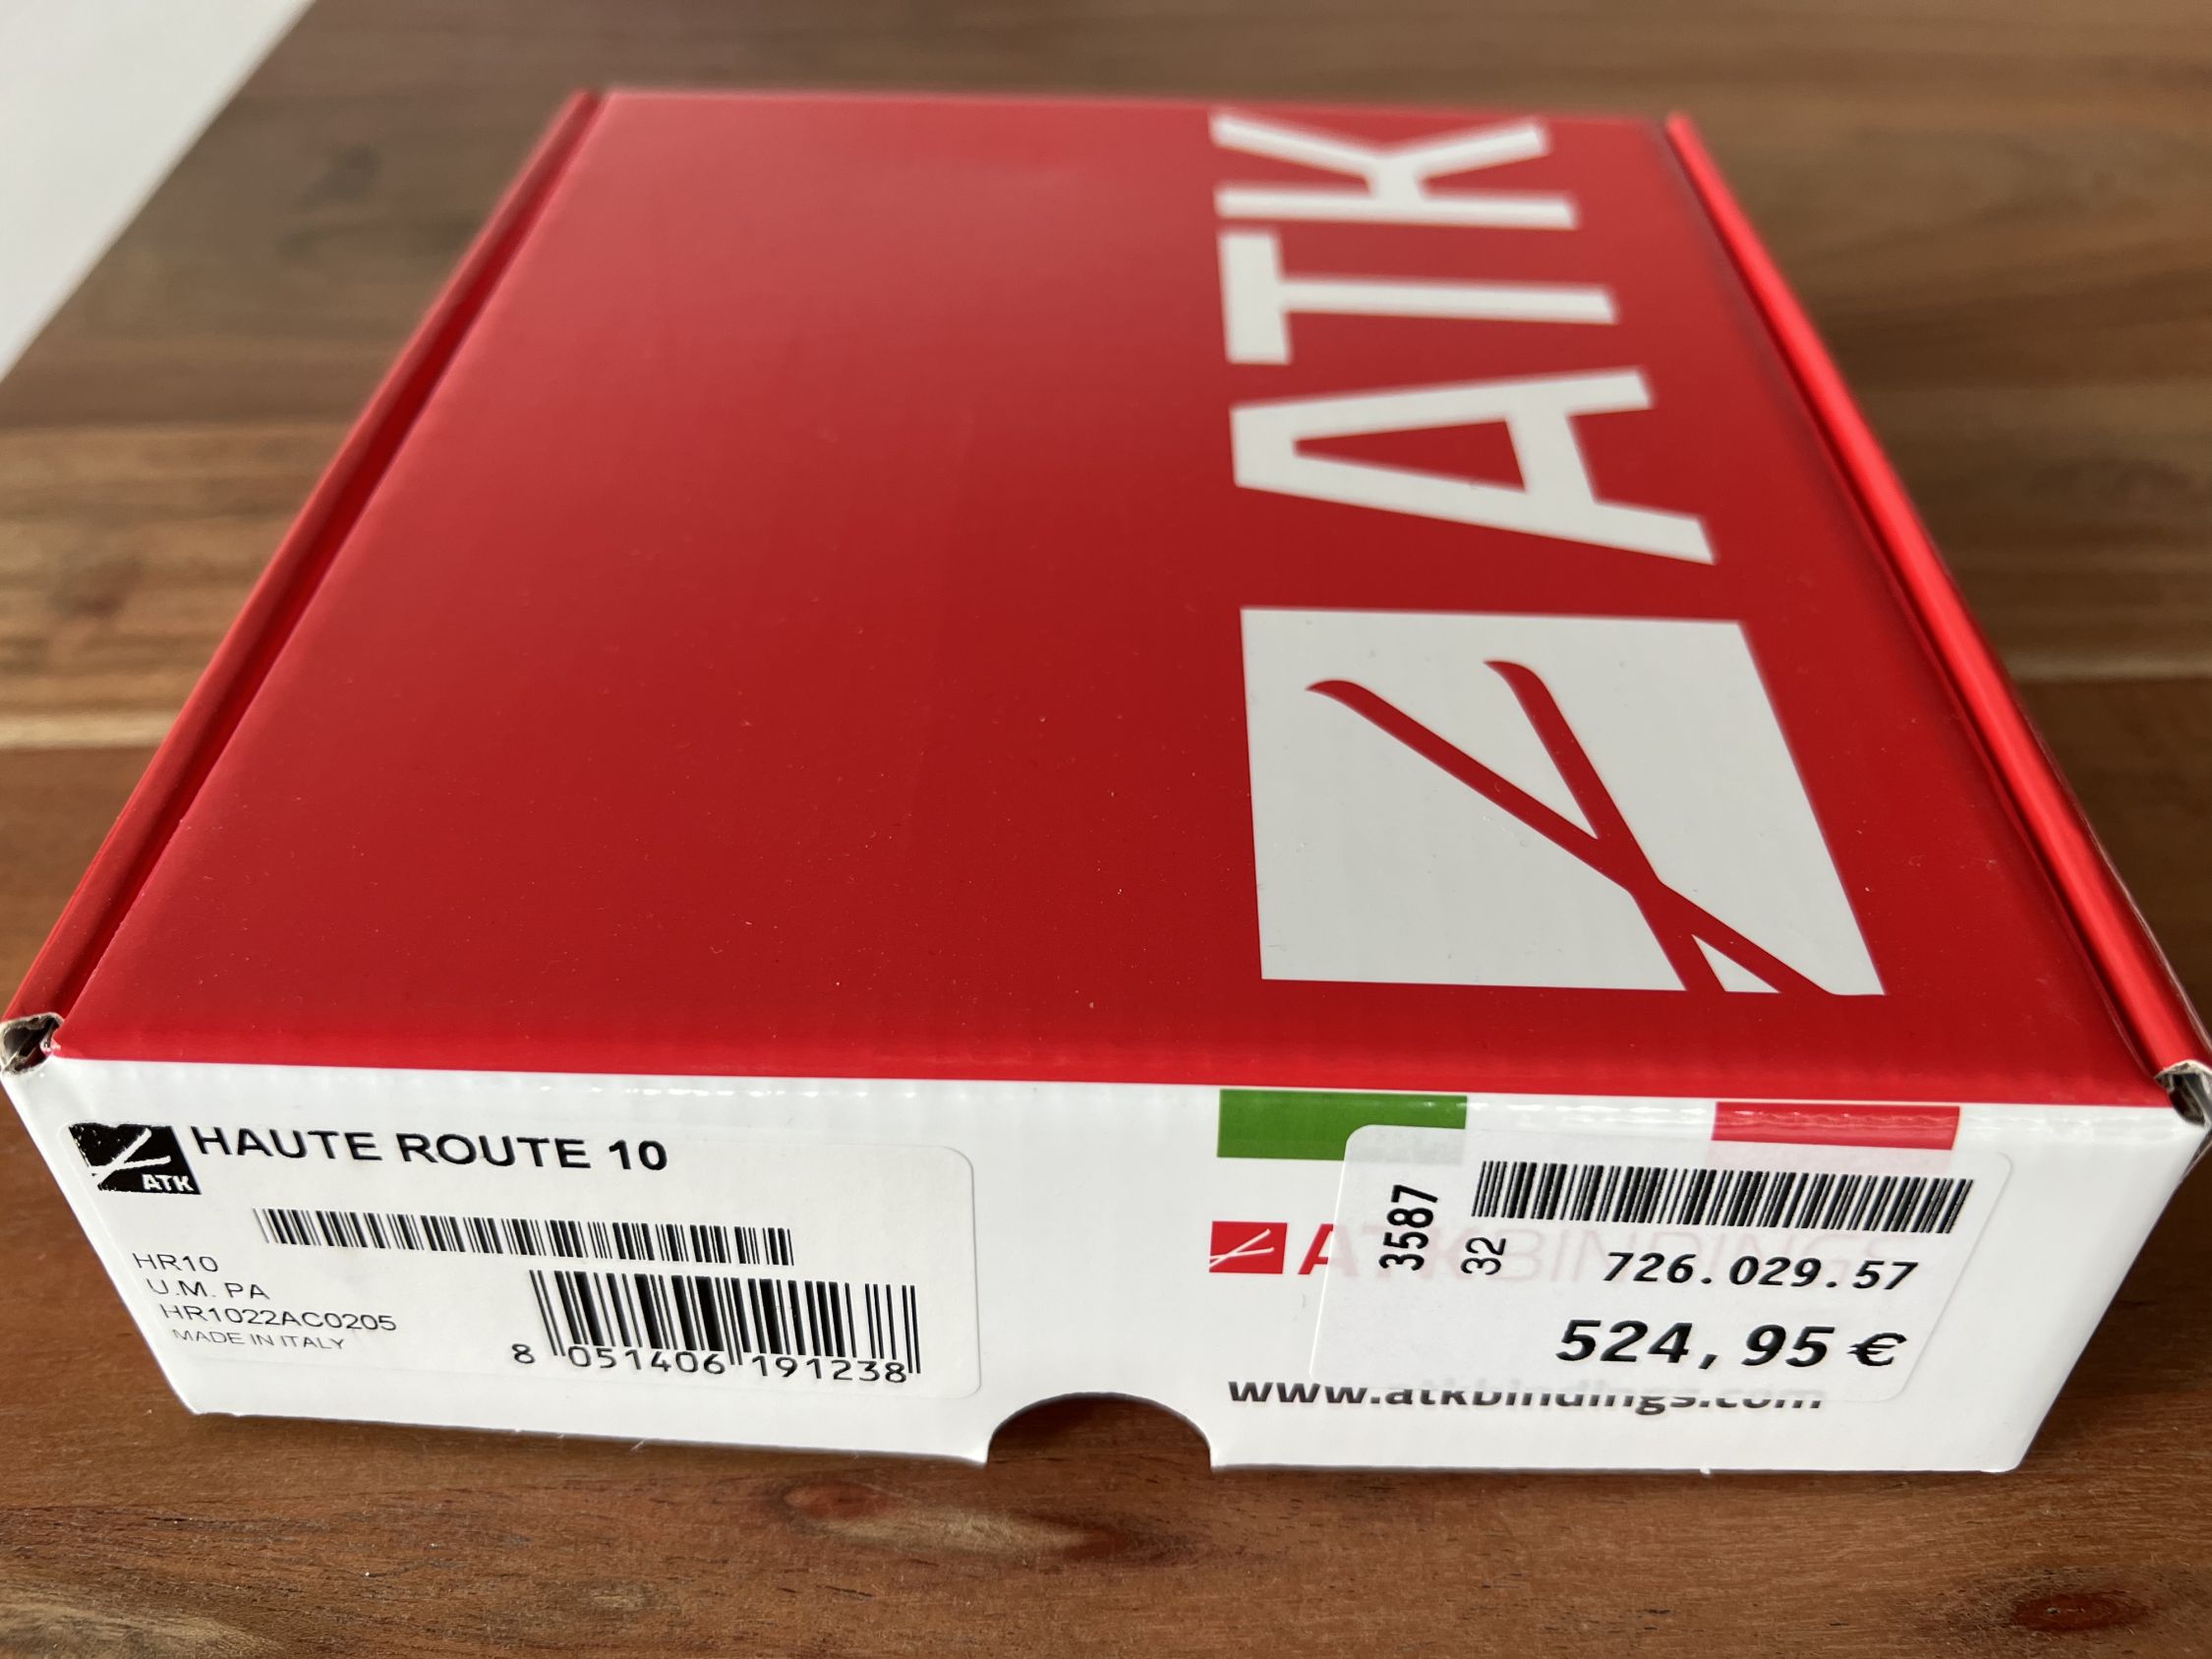 ATK
ATK
HAUTE ROUTE 10
HR10
U.M. PA
HR1022AC0205
MADE IN ITALY
8 051406 191238
ATKBINDINGS
3587
32
726.029.57
524,95 €
www.atkbindings.com